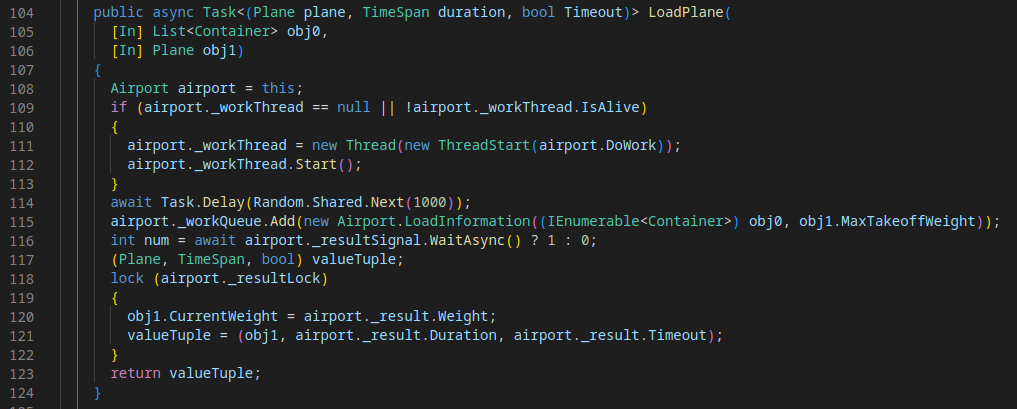 104 public async Task<(Plane plane, TimeSpan duration, bool Timeout)> LoadPlane(
105 [In] List<Container> obj0,
106 [In] Plane obj1)
107 {
108 Airport airport = this;
109 if (airport._workThread == null || !airport._workThread.IsAlive)
110 {
111 airport._workThread = new Thread(new ThreadStart(airport.DoWork));
112 airport._workThread.Start();
113 }
114 await Task.Delay(Random.Shared.Next(1000));
115 airport._workQueue.Add(new Airport.LoadInformation((IEnumerable<Container>) obj0, obj1.MaxTakeoffWeight));
116 int num = await airport._resultSignal.WaitAsync() ? 1 : 0;
117 (Plane, TimeSpan, bool) valueTuple;
118 lock (airport._resultLock)
119 {
120 obj1.CurrentWeight = airport._result.Weight;
121 valueTuple = (obj1, airport._result.Duration, airport._result.Timeout);
122 }
123 return valueTuple;
124 }